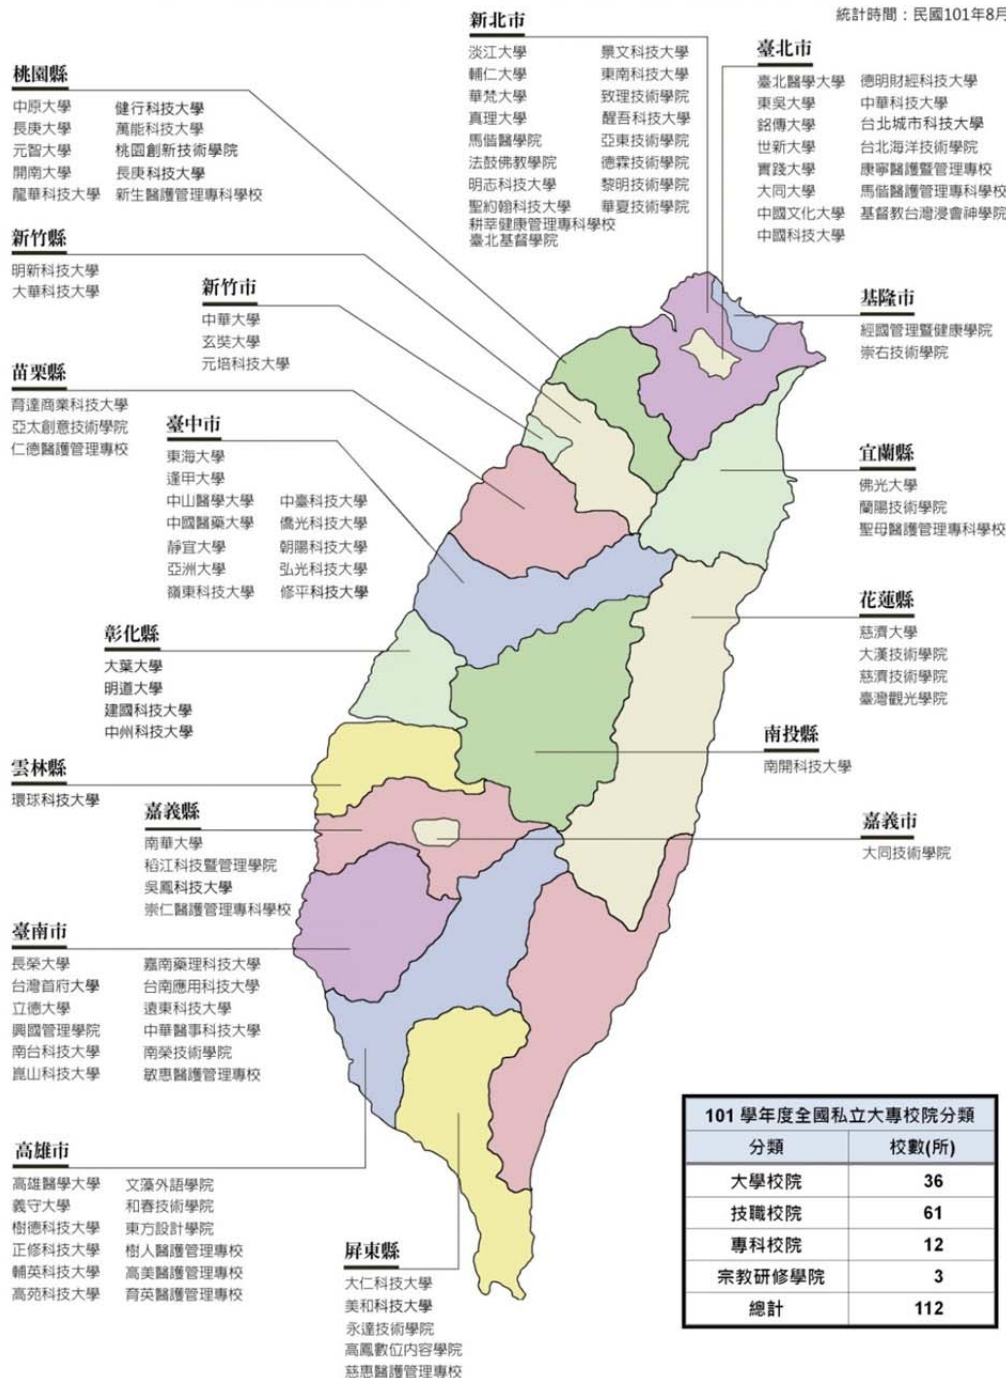 統計時間：民國101年8月
新北市
淡江大學 景文科技大學
輔仁大學 東南科技大學
華梵大學 致理技術學院
真理大學 醒吾科技大學
馬偕醫學院 亞東技術學院
法鼓佛教學院 德霖技術學院
明志科技大學 黎明技術學院
聖約翰科技大學 華夏技術學院
耕莘健康管理專科學校
臺北基督學院
臺北市
臺北醫學大學 德明財經科技大學
東吳大學 中華科技大學
銘傳大學 台北城市科技大學
世新大學 台北海洋技術學院
實踐大學 康寧醫護暨管理專校
大同大學 馬偕醫護管理專科學校
中國文化大學 基督教台灣浸會神學院
中國科技大學
桃園縣
中原大學 健行科技大學
長庚大學 萬能科技大學
元智大學 桃園創新技術學院
開南大學 長庚科技大學
龍華科技大學 新生醫護管理專科學校
新竹縣
明新科技大學
大華科技大學
新竹市
中華大學
玄奘大學
元培科技大學
基隆市
經國管理暨健康學院
崇右技術學院
苗栗縣
育達商業科技大學
亞太創意技術學院
仁德醫護管理專校
臺中市
東海大學
逢甲大學
中山醫學大學 中臺科技大學
中國醫藥大學 僑光科技大學
靜宜大學 朝陽科技大學
亞洲大學 弘光科技大學
嶺東科技大學 修平科技大學
宜蘭縣
佛光大學
蘭陽技術學院
聖母醫護管理專科學校
花蓮縣
慈濟大學
大漢技術學院
慈濟技術學院
臺灣觀光學院
彰化縣
大葉大學
明道大學
建國科技大學
中州科技大學
南投縣
南開科技大學
雲林縣
環球科技大學
嘉義縣
南華大學
稻江科技暨管理學院
吳鳳科技大學
崇仁醫護管理專科學校
嘉義市
大同技術學院
臺南市
長榮大學 嘉南藥理科技大學
台灣首府大學 台南應用科技大學
立德大學 遠東科技大學
興國管理學院 中華醫事科技大學
南台科技大學 南榮技術學院
崑山科技大學 敏惠醫護管理專校
高雄市
高雄醫學大學 文藻外語學院
義守大學 和春技術學院
樹德科技大學 東方設計學院
正修科技大學 樹人醫護管理專校
輔英科技大學 高美醫護管理專校
高苑科技大學 育英醫護管理專校
屏東縣
大仁科技大學
美和科技大學
永達技術學院
高鳳數位內容學院
慈惠醫護管理專校
101 學年度全國私立大專校院分類
分類 校數(所)
大學校院 36
技職校院 61
專科校院 12
宗教研修學院 3
總計 112